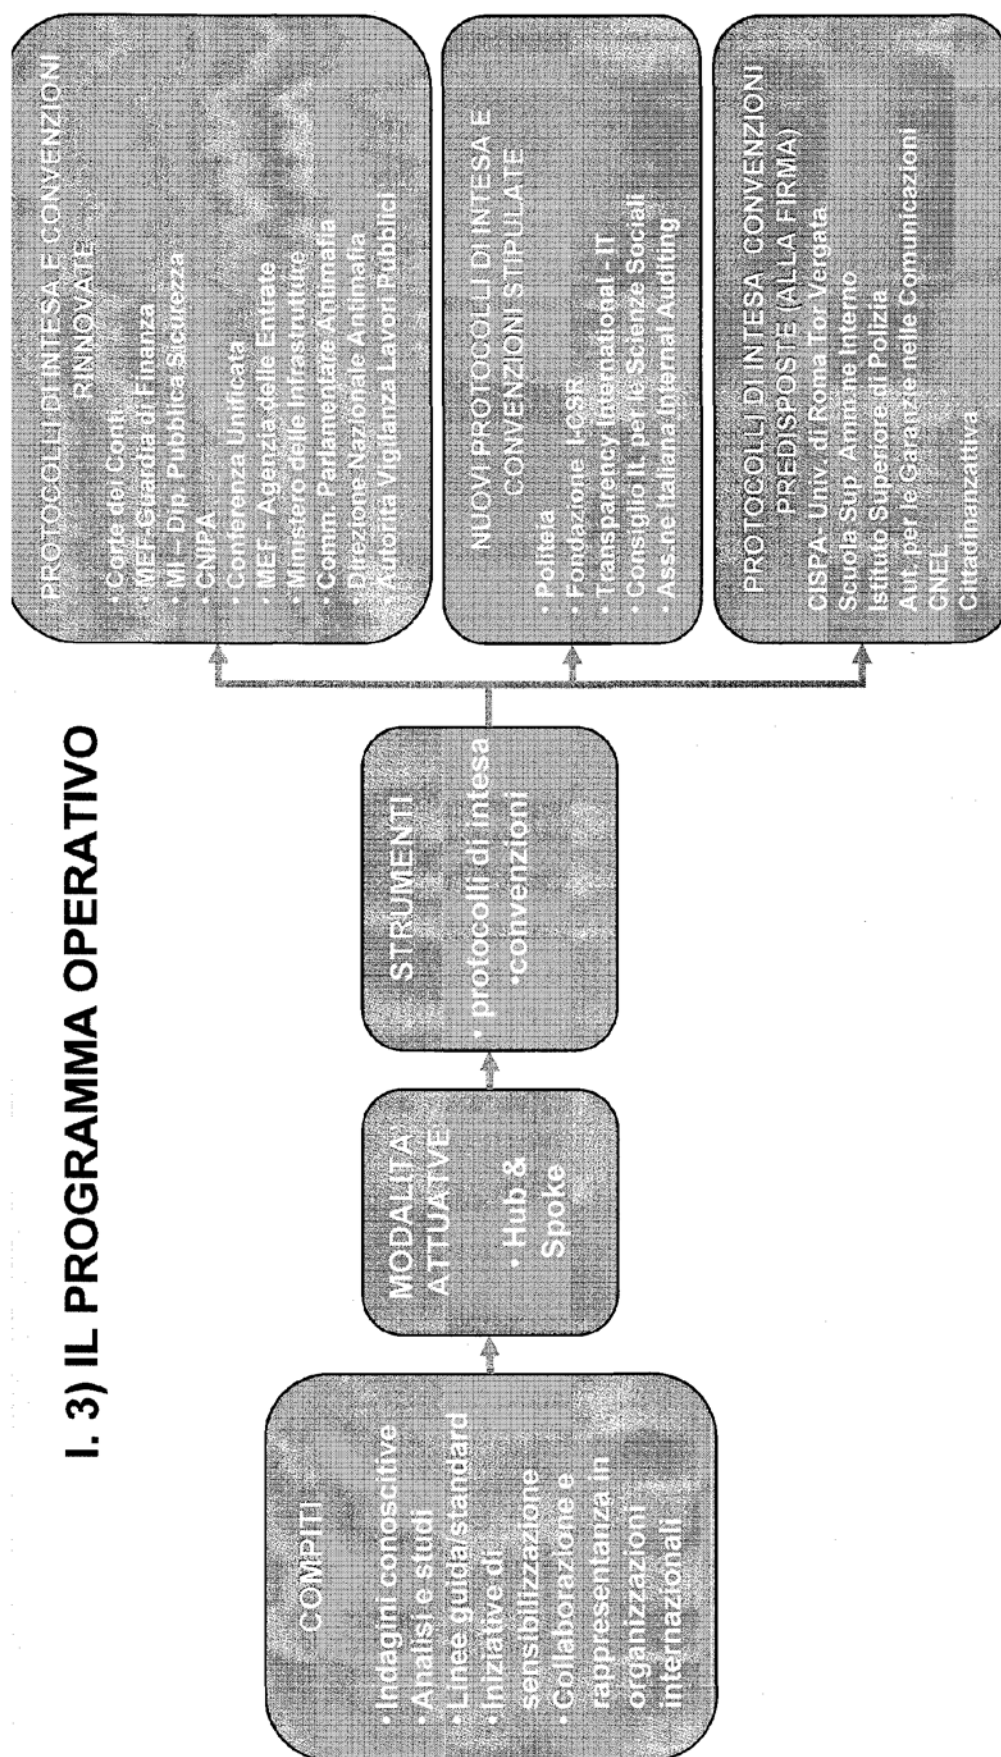 I. 3) IL PROGRAMMA OPERATIVO
COMPITI
• Indagini conoscitive
• Analisi e studi
• Linee guida/standard
• Iniziative di
sensibilizzazione
• Collaborazione e
rappresentanza in
organizzazioni
internazionali
MODALITA'
ATTUATVE
• Hub &
Spoke
STRUMENTI
• protocolli di intesa
•convenzioni
PROTOCOLLI DI INTESA E CONVENZIONI
RINNOVATE
• Corte dei Conti
• MEF-Guardia di Finanza
• MI – Dip. Pubblica Sicurezza
• CNIPA
• Conferenza Unificata
• MEF - Agenzia delle Entrate
• Ministero delle Infrastrutture
• Comm. Parlamentare Antimafia
• Direzione Nazionale Antimafia
• Autorità Vigilanza Lavori Pubblici
NUOVI PROTOCOLLI DI INTESA E
CONVENZIONI STIPULATE
• Politeia
• Fondazione I-CSR
• Transparency International - IT
• Consiglio It. per le Scienze Sociali
• Ass.ne Italiana Internal Auditing
PROTOCOLLI DI INTESA CONVENZIONI
PREDISPOSTE (ALLA FIRMA)
CISPA- Univ. di Roma Tor Vergata
Scuola Sup. Amm.ne Interno
Istituto Superiore di Polizia
Aut. per le Garanzie nelle Comunicazioni
CNEL
Cittadinanzattiva